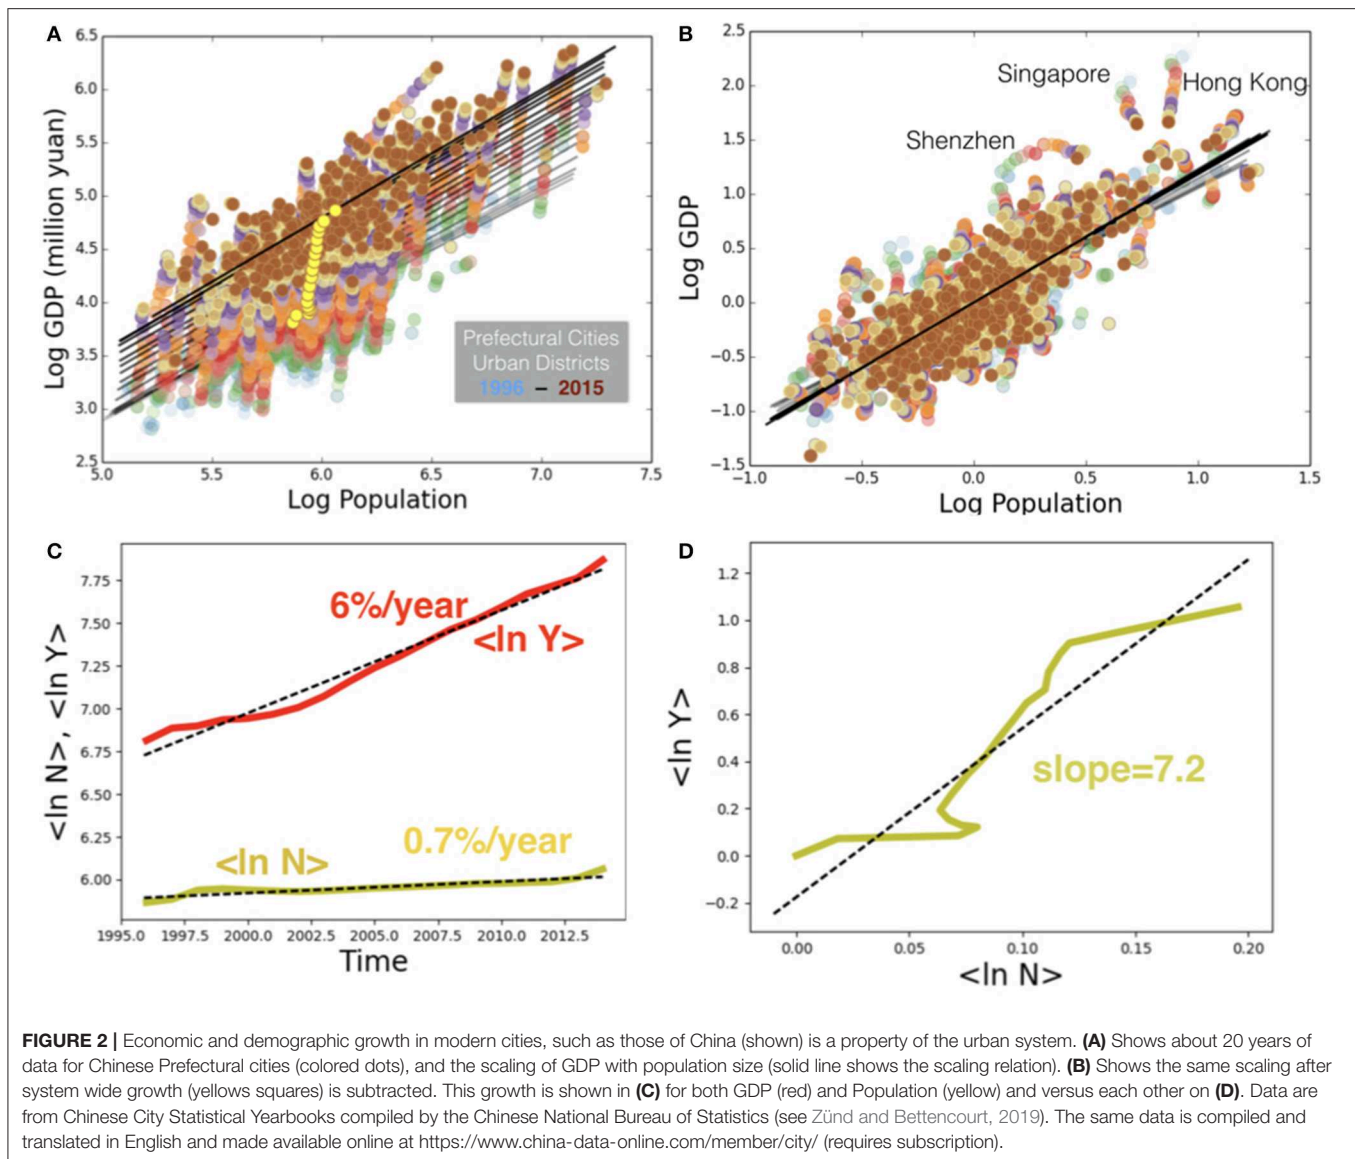 A
6.5
6.0
5.5
5.0
4.5
4.0
3.5
3.0
2.5
Log GDP (million yuan)
Prefectural Cities
Urban Districts
1996 – 2015
5.0 5.5 6.0 6.5 7.0 7.5
Log Population
B
2.5
2.0
1.5
1.0
0.5
0.0
−0.5
−1.0
−1.5
Log GDP
Singapore
Hong Kong
Shenzhen
−1.0 −0.5 0.0 0.5 1.0 1.5
Log Population
C
7.75
7.50
7.25
7.00
6.75
6.50
6.25
6.00
<ln N>, <ln Y>
6%/year
<ln Y>
0.7%/year
<ln N>
1995.0 1997.5 2000.0 2002.5 2005.0 2007.5 2010.0 2012.5
Time
D
1.2
1.0
0.8
0.6
0.4
0.2
0.0
−0.2
<ln Y>
slope=7.2
0.00 0.05 0.10 0.15 0.20
<ln N>
FIGURE 2 | Economic and demographic growth in modern cities, such as those of China (shown) is a property of the urban system. (A) Shows about 20 years of
data for Chinese Prefectural cities (colored dots), and the scaling of GDP with population size (solid line shows the scaling relation). (B) Shows the same scaling after
system wide growth (yellows squares) is subtracted. This growth is shown in (C) for both GDP (red) and Population (yellow) and versus each other on (D). Data are
from Chinese City Statistical Yearbooks compiled by the Chinese National Bureau of Statistics (see Zünd and Bettencourt, 2019). The same data is compiled and
translated in English and made available online at https://www.china-data-online.com/member/city/ (requires subscription).